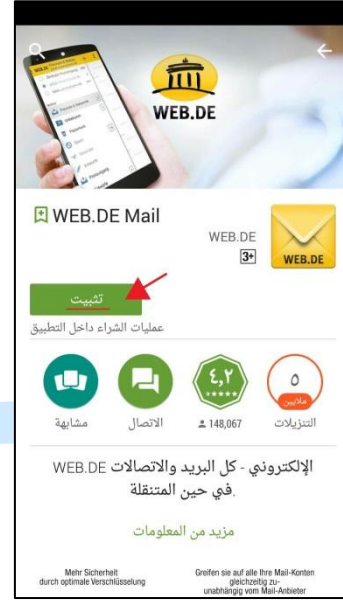 WEB.DE
WEB.DE Mail
WEB.DE
3+
WEB.DE
تثبيت
عمليات الشراء داخل التطبيق
٥
ملايين
التنزيلات
٤,٢
148,067
الاتصال
مشابهة
الإلكتروني - كل البريد والاتصالات WEB.DE
في حين المتنقلة.
مزيد من المعلومات
Mehr Sicherheit
durch optimale Verschlüsselung
Greifen sie auf alle Ihre Mail-Konten
gleichzeitig zu-
unabhängig vom Mail-Anbieter